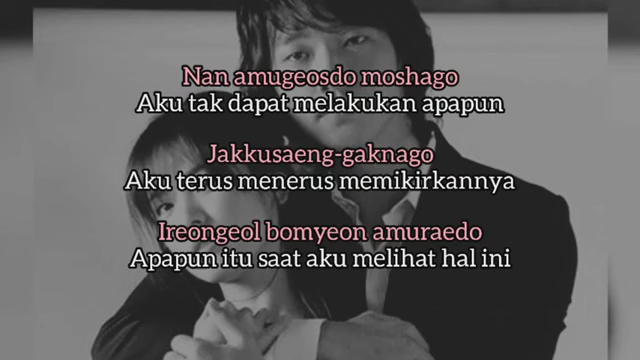 Nan amugeosdo moshago
Aku tak dapat melakukan apapun
Jakkusaeng-gaknago
Aku terus menerus memikirkannya
Ireongeol bomyeon amuraedo
Apapun itu saat aku melihat hal ini